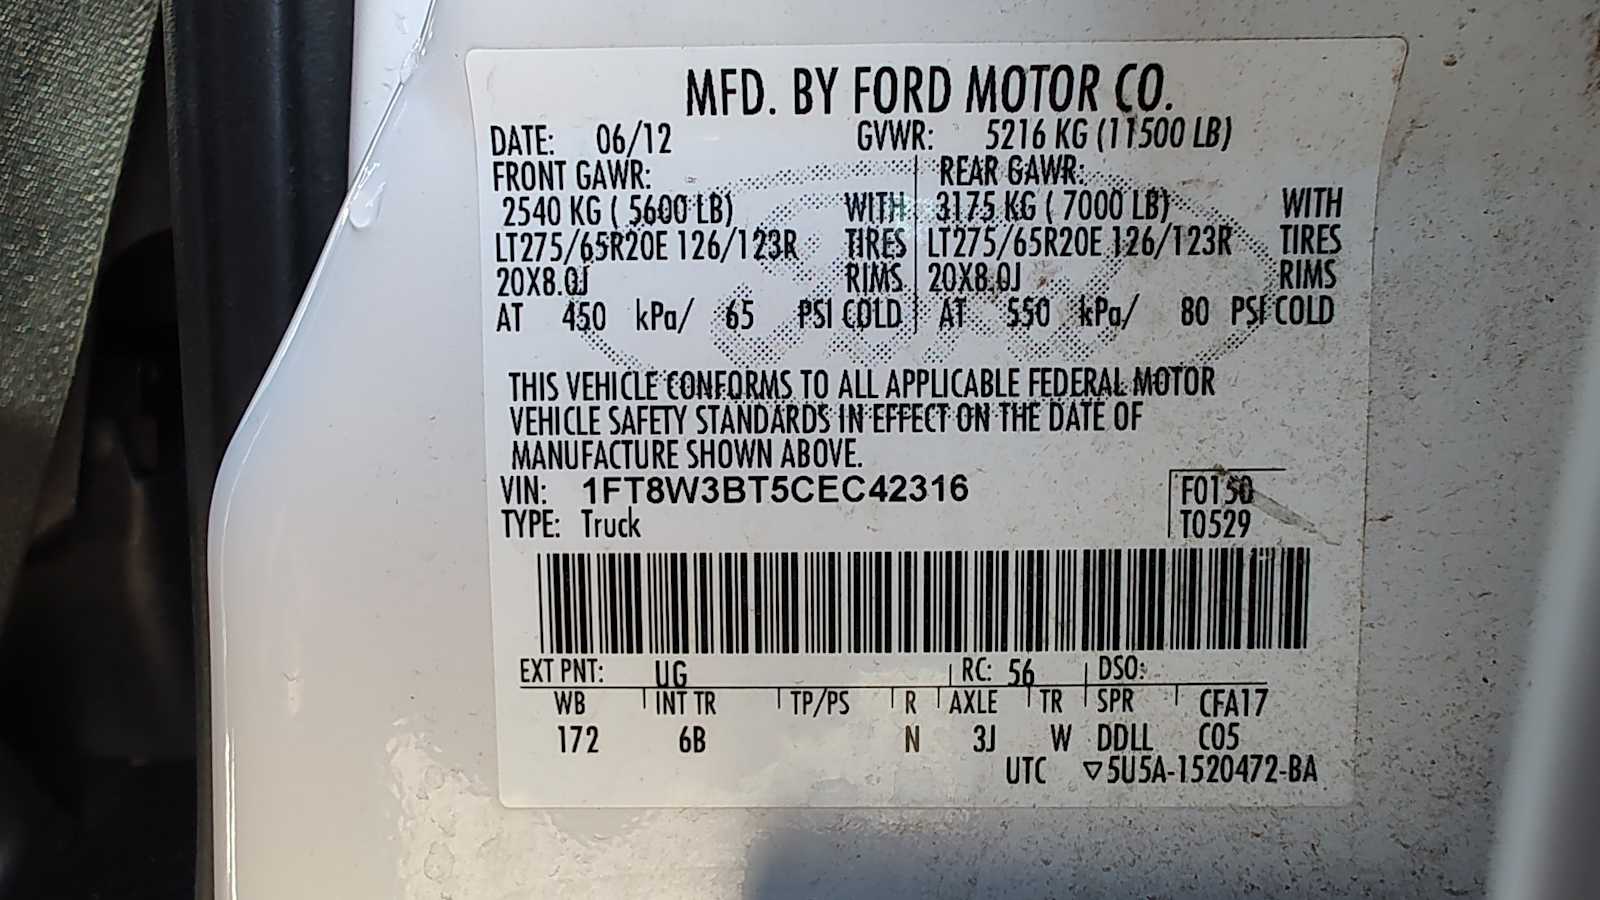 MFD. BY FORD MOTOR CO.
DATE: 06/12 GVWR: 5216 KG (11500 LB)
FRONT GAWR: REAR GAWR:
2540 KG ( 5600 LB) WITH 3175 KG ( 7000 LB) WITH
LT275/65R20E 126/123R TIRES LT275/65R20E 126/123R TIRES
20X8.0J RIMS 20X8.0J RIMS
AT 450 kPa/ 65 PSI COLD AT 550 kPa/ 80 PSI COLD
THIS VEHICLE CONFORMS TO ALL APPLICABLE FEDERAL MOTOR
VEHICLE SAFETY STANDARDS IN EFFECT ON THE DATE OF
MANUFACTURE SHOWN ABOVE.
VIN: 1FT8W3BT5CEC42316 F0150
TYPE: Truck T0529
EXT PNT: UG RC: 56 DSO:
WB INT TR TP/PS R AXLE TR SPR CFA17
172 6B N 3J W DDLL C05
UTC ▽5U5A-1520472-BA